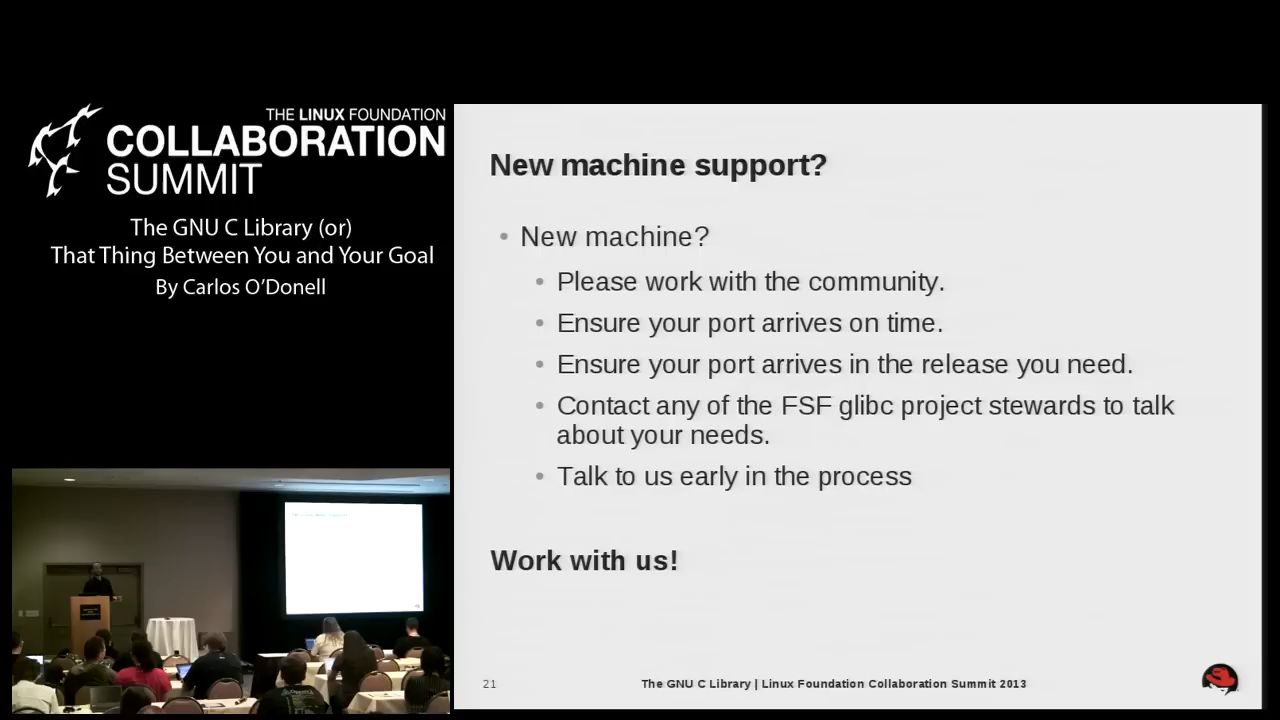 THE LINUX FOUNDATION
COLLABORATION
SUMMIT
The GNU C Library (or)
That Thing Between You and Your Goal
By Carlos O’Donell
New machine support?
• New machine?
• Please work with the community.
• Ensure your port arrives on time.
• Ensure your port arrives in the release you need.
• Contact any of the FSF glibc project stewards to talk
about your needs.
• Talk to us early in the process
Work with us!
21
The GNU C Library | Linux Foundation Collaboration Summit 2013